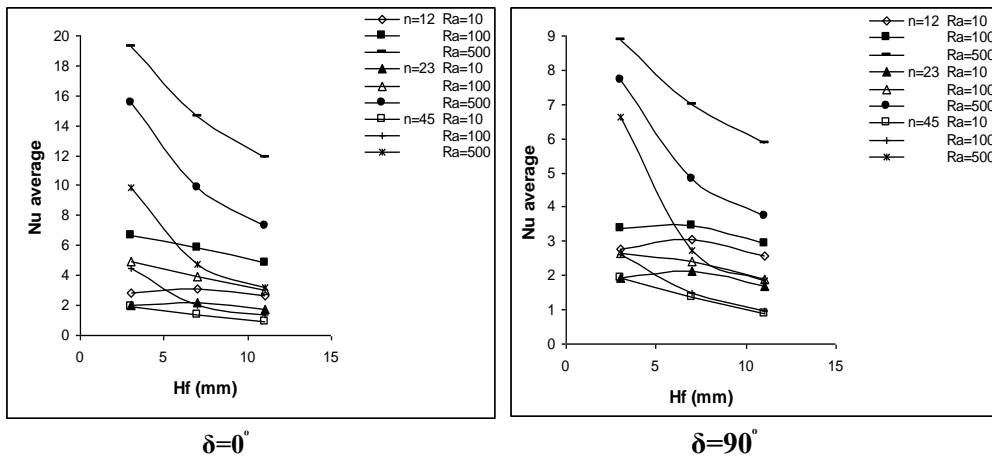 20
18
16
14
12
10
8
6
4
2
0
Nu average
0 5 10 15
Hf (mm)
n=12 Ra=10
Ra=100
Ra=500
n=23 Ra=10
Ra=100
Ra=500
n=45 Ra=10
Ra=100
Ra=500
δ=0°
9
8
7
6
5
4
3
2
1
0
Nu average
0 5 10 15
Hf (mm)
n=12 Ra=10
Ra=100
Ra=500
n=23 Ra=10
Ra=100
Ra=500
n=45 Ra=10
Ra=100
Ra=500
δ=90°